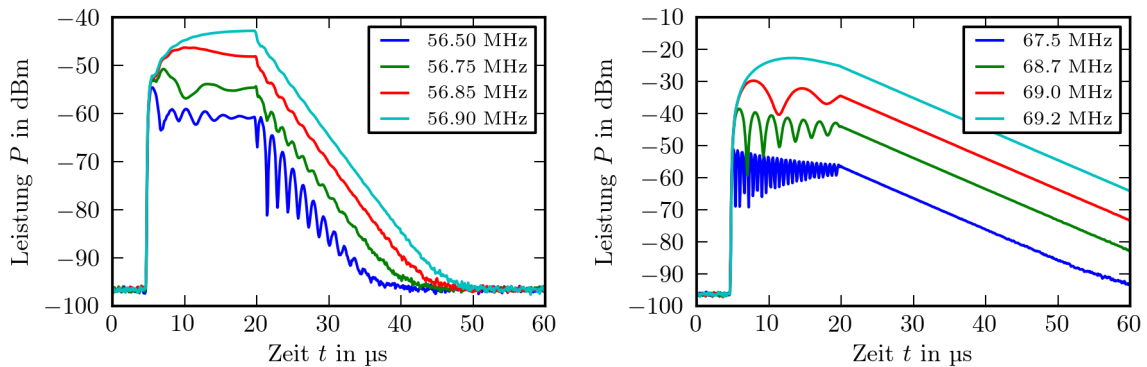 −40
−50
−60
−70
−80
−90
−100
Leistung P in dBm
0 10 20 30 40 50 60
Zeit t in µs
56.50 MHz
56.75 MHz
56.85 MHz
56.90 MHz
−10
−20
−30
−40
−50
−60
−70
−80
−90
−100
Leistung P in dBm
0 10 20 30 40 50 60
Zeit t in µs
67.5 MHz
68.7 MHz
69.0 MHz
69.2 MHz